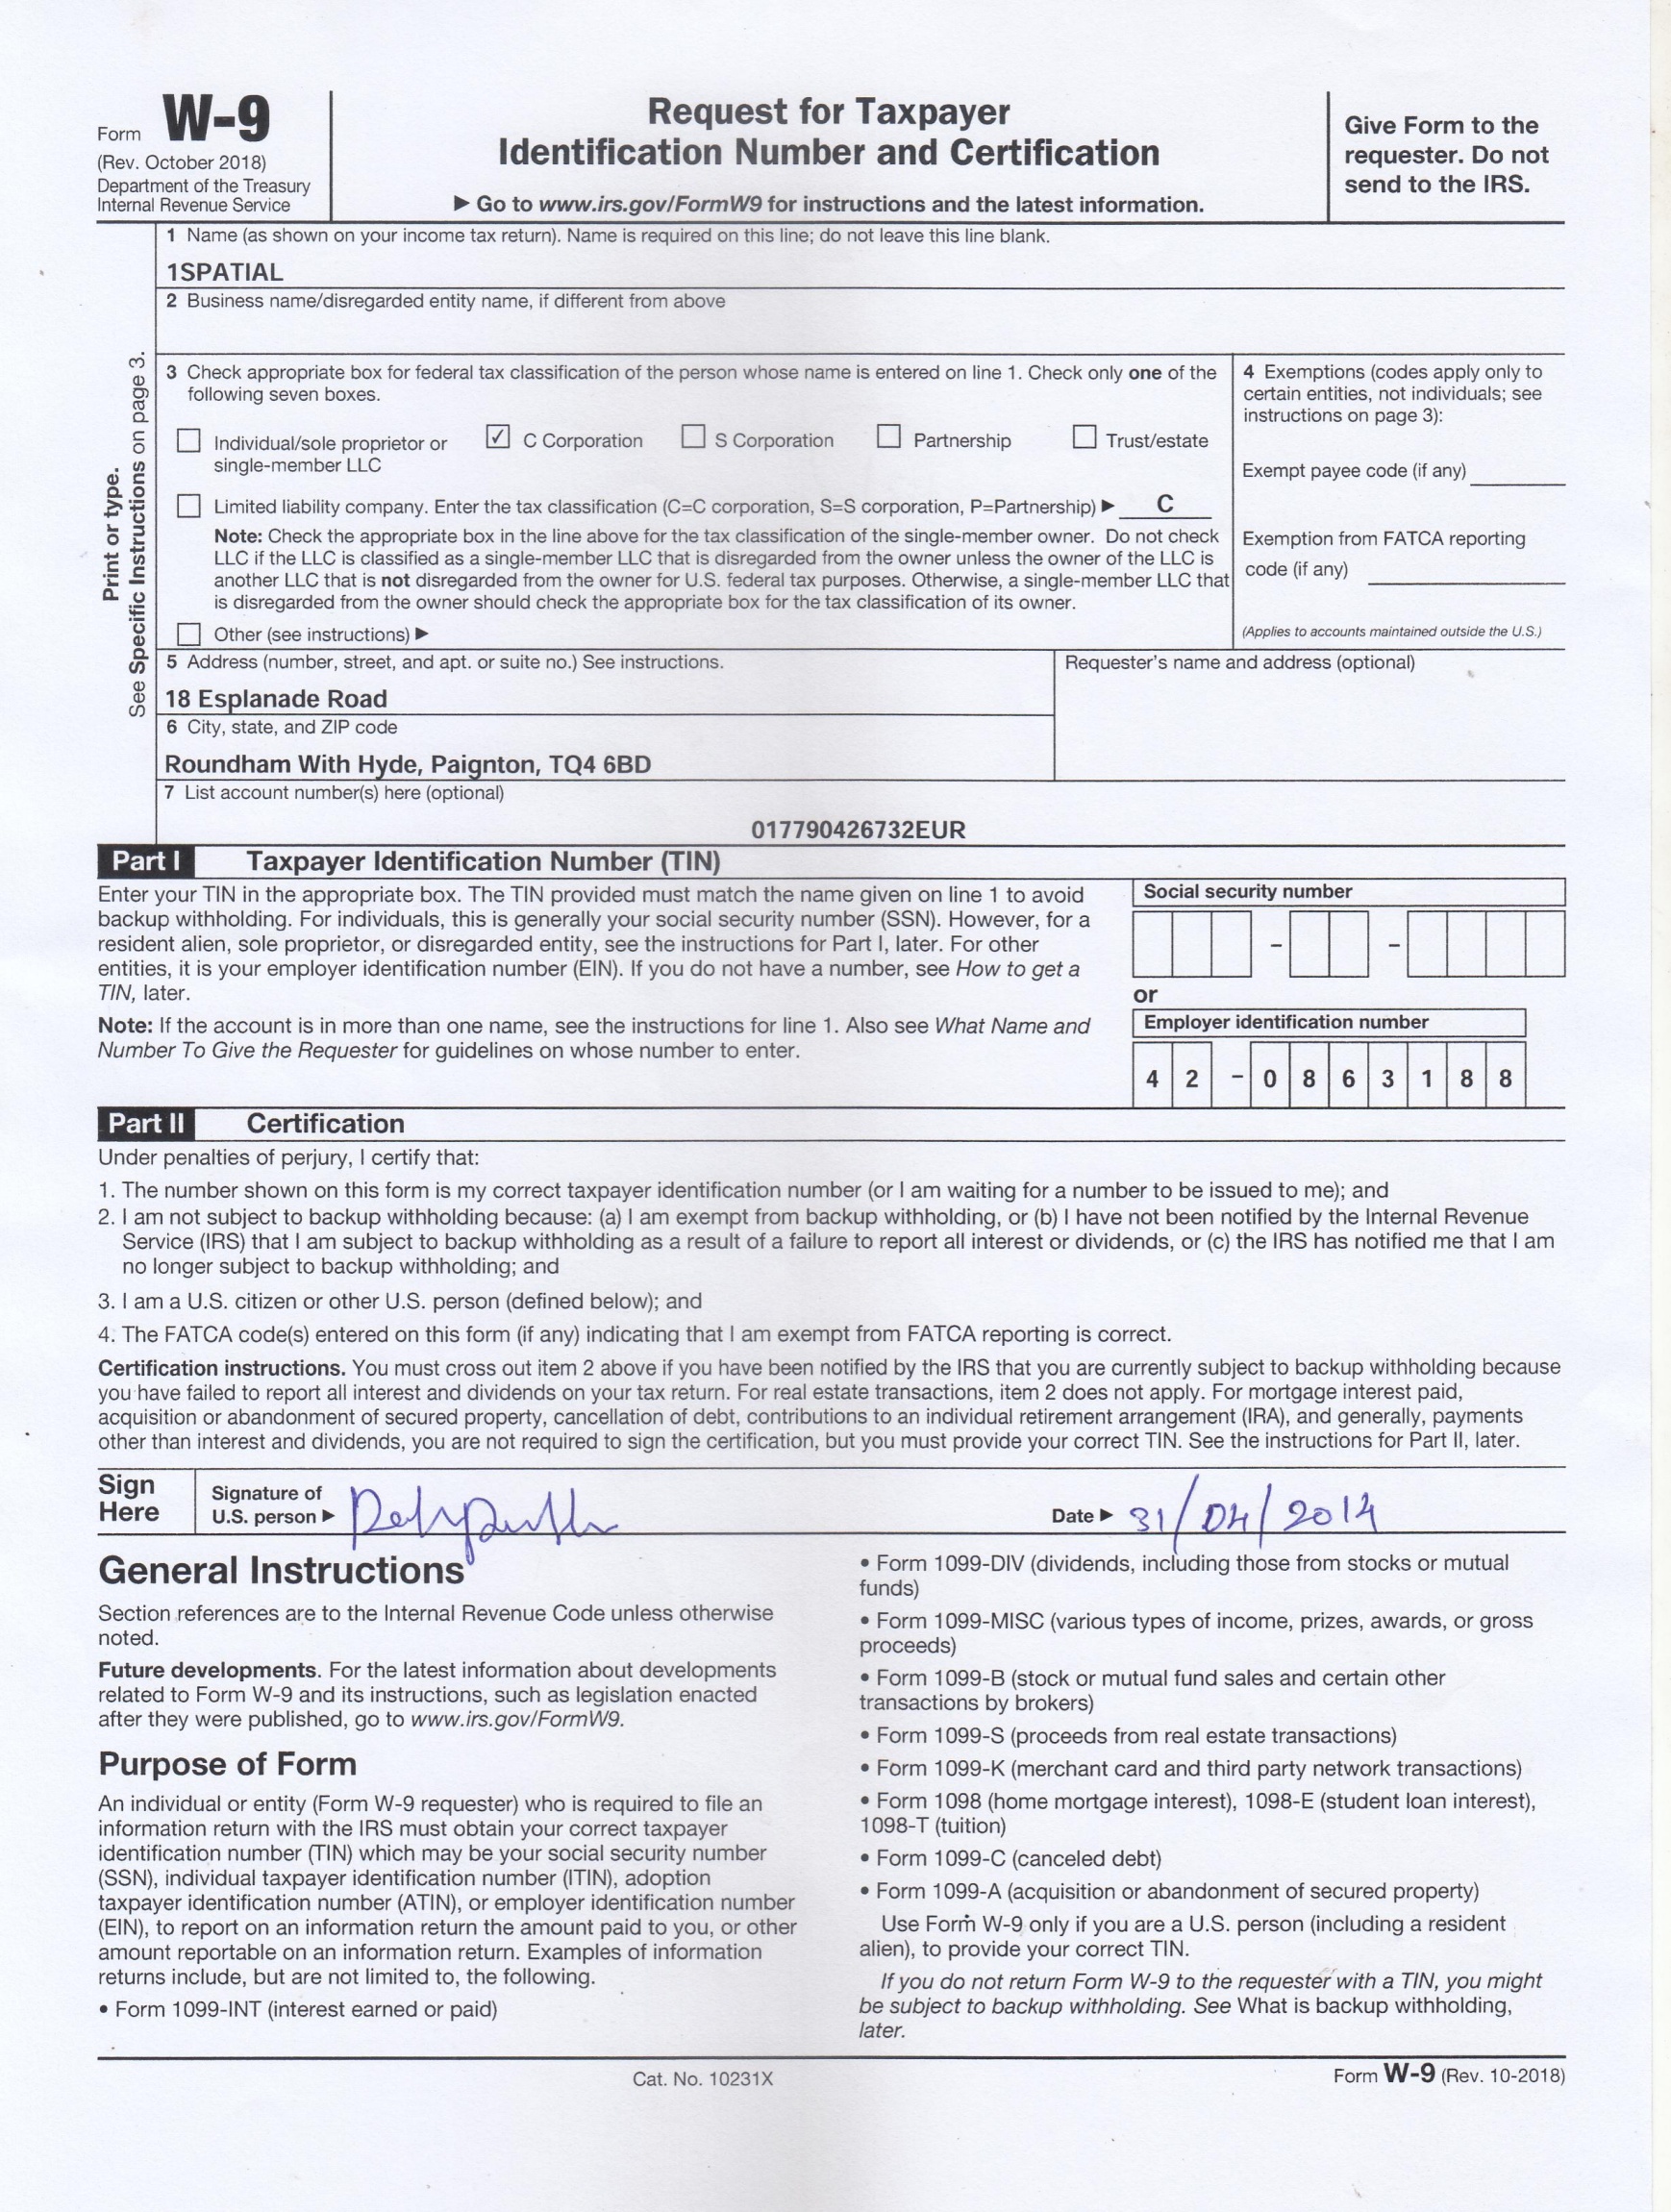 Form W-9
(Rev. October 2018)
Department of the Treasury
Internal Revenue Service
Request for Taxpayer
Identification Number and Certification
▶ Go to www.irs.gov/FormW9 for instructions and the latest information.
Give Form to the
requester. Do not
send to the IRS.
Print or type.
See Specific Instructions on page 3.
1 Name (as shown on your income tax return). Name is required on this line; do not leave this line blank.
1SPATIAL
2 Business name/disregarded entity name, if different from above
3 Check appropriate box for federal tax classification of the person whose name is entered on line 1. Check only one of the
following seven boxes.
☐ Individual/sole proprietor or
single-member LLC
☑ C Corporation
☐ S Corporation
☐ Partnership
☐ Trust/estate
☐ Limited liability company. Enter the tax classification (C=C corporation, S=S corporation, P=Partnership) ▶ C
Note: Check the appropriate box in the line above for the tax classification of the single-member owner. Do not check
LLC if the LLC is classified as a single-member LLC that is disregarded from the owner unless the owner of the LLC is
another LLC that is not disregarded from the owner for U.S. federal tax purposes. Otherwise, a single-member LLC that
is disregarded from the owner should check the appropriate box for the tax classification of its owner.
☐ Other (see instructions) ▶
4 Exemptions (codes apply only to
certain entities, not individuals; see
instructions on page 3):
Exempt payee code (if any)
Exemption from FATCA reporting
code (if any)
(Applies to accounts maintained outside the U.S.)
5 Address (number, street, and apt. or suite no.) See instructions.
18 Esplanade Road
6 City, state, and ZIP code
Roundham With Hyde, Paignton, TQ4 6BD
Requester's name and address (optional)
7 List account number(s) here (optional)
017790426732EUR
Part I Taxpayer Identification Number (TIN)
Enter your TIN in the appropriate box. The TIN provided must match the name given on line 1 to avoid
backup withholding. For individuals, this is generally your social security number (SSN). However, for a
resident alien, sole proprietor, or disregarded entity, see the instructions for Part I, later. For other
entities, it is your employer identification number (EIN). If you do not have a number, see How to get a
TIN, later.
Note: If the account is in more than one name, see the instructions for line 1. Also see What Name and
Number To Give the Requester for guidelines on whose number to enter.
Social security number
– –
or
Employer identification number
4 2 – 0 8 6 3 1 8 8
Part II Certification
Under penalties of perjury, I certify that:
1. The number shown on this form is my correct taxpayer identification number (or I am waiting for a number to be issued to me); and
2. I am not subject to backup withholding because: (a) I am exempt from backup withholding, or (b) I have not been notified by the Internal Revenue
Service (IRS) that I am subject to backup withholding as a result of a failure to report all interest or dividends, or (c) the IRS has notified me that I am
no longer subject to backup withholding; and
3. I am a U.S. citizen or other U.S. person (defined below); and
4. The FATCA code(s) entered on this form (if any) indicating that I am exempt from FATCA reporting is correct.
Certification instructions. You must cross out item 2 above if you have been notified by the IRS that you are currently subject to backup withholding because
you have failed to report all interest and dividends on your tax return. For real estate transactions, item 2 does not apply. For mortgage interest paid,
acquisition or abandonment of secured property, cancellation of debt, contributions to an individual retirement arrangement (IRA), and generally, payments
other than interest and dividends, you are not required to sign the certification, but you must provide your correct TIN. See the instructions for Part II, later.
Sign
Here
Signature of
U.S. person ▶
Date ▶ 31/04/2014
General Instructions
Section references are to the Internal Revenue Code unless otherwise
noted.
Future developments. For the latest information about developments
related to Form W-9 and its instructions, such as legislation enacted
after they were published, go to www.irs.gov/FormW9.
Purpose of Form
An individual or entity (Form W-9 requester) who is required to file an
information return with the IRS must obtain your correct taxpayer
identification number (TIN) which may be your social security number
(SSN), individual taxpayer identification number (ITIN), adoption
taxpayer identification number (ATIN), or employer identification number
(EIN), to report on an information return the amount paid to you, or other
amount reportable on an information return. Examples of information
returns include, but are not limited to, the following.
• Form 1099-INT (interest earned or paid)
• Form 1099-DIV (dividends, including those from stocks or mutual
funds)
• Form 1099-MISC (various types of income, prizes, awards, or gross
proceeds)
• Form 1099-B (stock or mutual fund sales and certain other
transactions by brokers)
• Form 1099-S (proceeds from real estate transactions)
• Form 1099-K (merchant card and third party network transactions)
• Form 1098 (home mortgage interest), 1098-E (student loan interest),
1098-T (tuition)
• Form 1099-C (canceled debt)
• Form 1099-A (acquisition or abandonment of secured property)
Use Form W-9 only if you are a U.S. person (including a resident
alien), to provide your correct TIN.
If you do not return Form W-9 to the requester with a TIN, you might
be subject to backup withholding. See What is backup withholding,
later.
Cat. No. 10231X
Form W-9 (Rev. 10-2018)